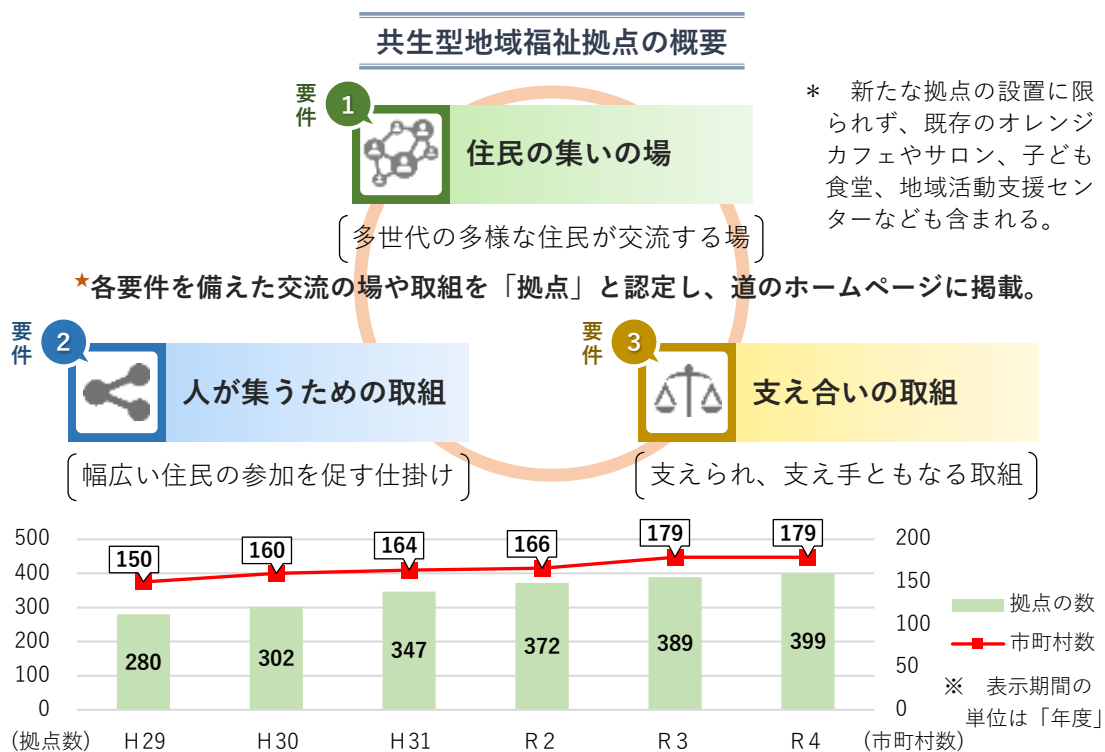 共生型地域福祉拠点の概要
要件
1
住民の集いの場
多世代の多様な住民が交流する場
＊　新たな拠点の設置に限
られず、既存のオレンジ
カフェやサロン、子ども
食堂、地域活動支援セン
ターなども含まれる。
★各要件を備えた交流の場や取組を「拠点」と認定し、道のホームページに掲載。
要件
2
人が集うための取組
幅広い住民の参加を促す仕掛け
要件
3
支え合いの取組
支えられ、支え手ともなる取組
500
400
300
200
100
0
(拠点数)
150
160
164
166
179
179
280
302
347
372
389
399
H29
H30
H31
R2
R3
R4
200
150
100
50
0
(市町村数)
拠点の数
市町村数
※　表示期間の
単位は「年度」